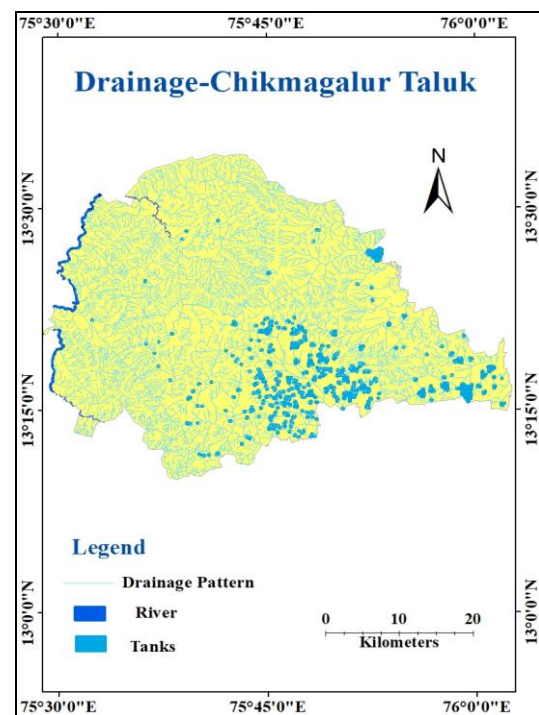 75°30'0"E 75°45'0"E 76°0'0"E
Drainage-Chikmagalur Taluk
N
13°30'0"N 13°30'0"N
13°15'0"N 13°15'0"N
Legend
Drainage Pattern
River
Tanks
13°0'0"N 13°0'0"N
0 10 20
Kilometers
75°30'0"E 75°45'0"E 76°0'0"E